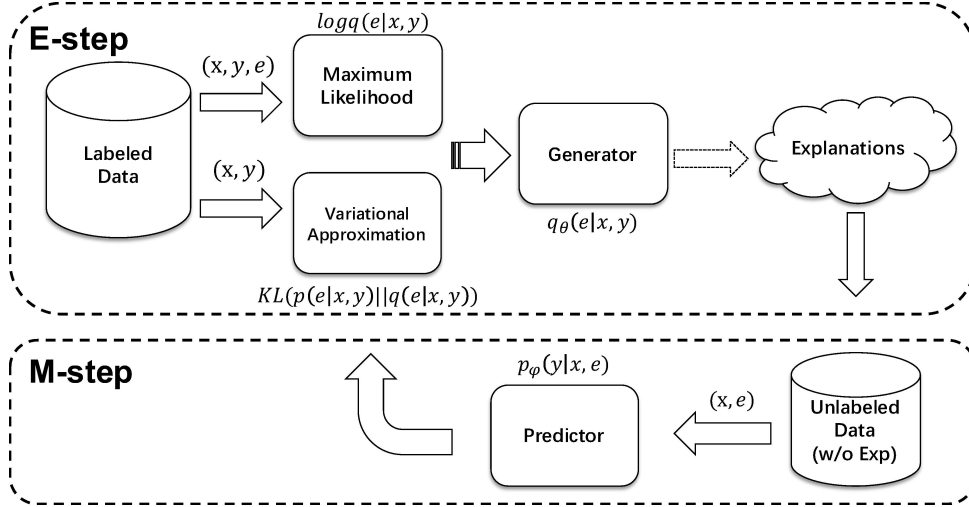 E-step
logq(e|x, y)
(x, y, e)
Maximum
Likelihood
Labeled
Data
(x, y)
Variational
Approximation
KL(p(e|x, y)||q(e|x, y))
Generator
q_θ(e|x, y)
Explanations
M-step
p_φ(y|x, e)
Predictor
(x, e)
Unlabeled
Data
(w/o Exp)